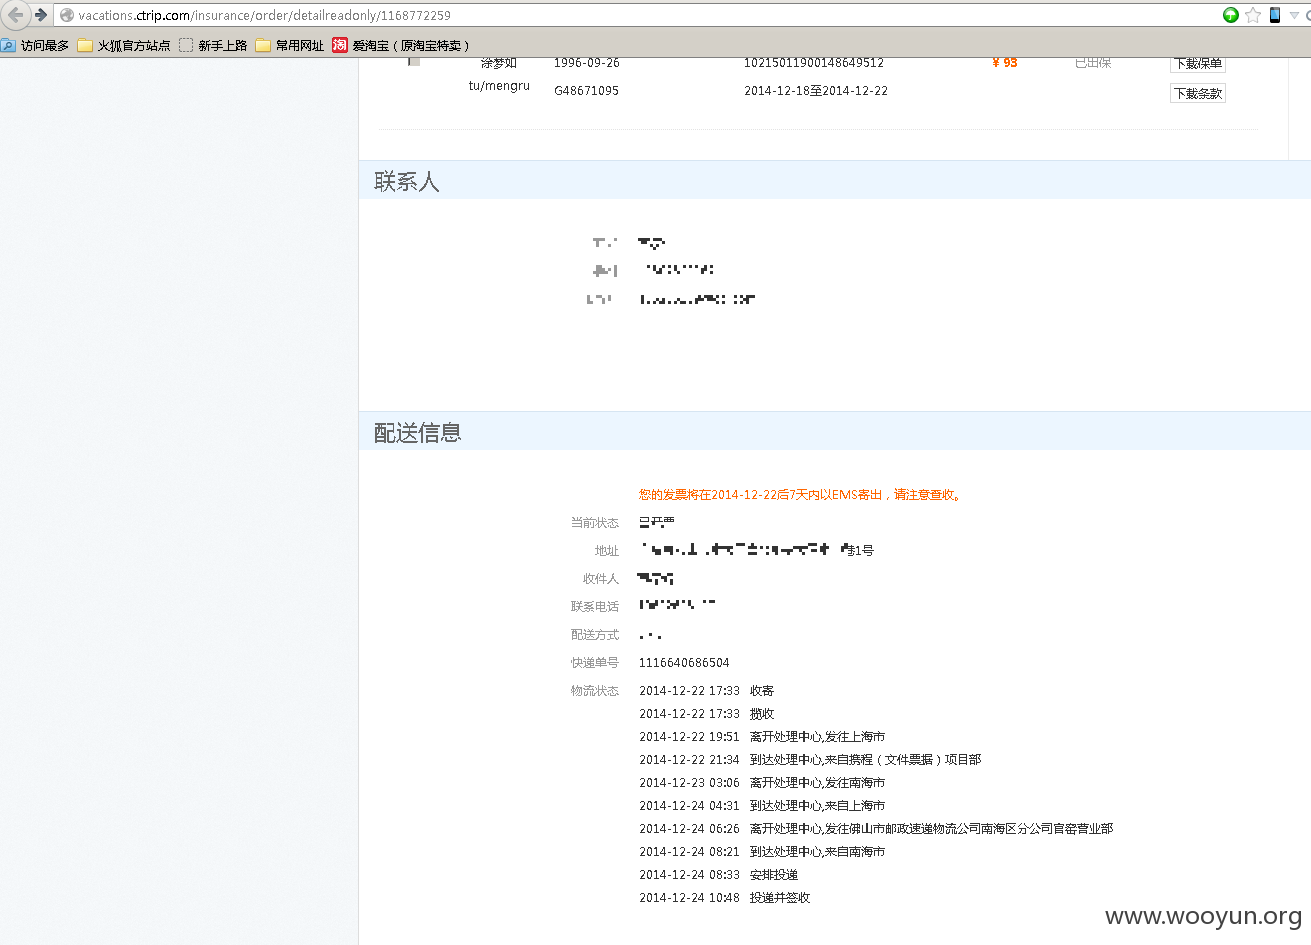 vacations.ctrip.com/insurance/order/detailreadonly/1168772259
访问最多 火狐官方站点 新手上路 常用网址 淘 爱淘宝（原淘宝特卖）
涂梦如 1996-09-26 10215011900148649512 ¥ 93 已出保 下载保单
tu/mengru G48671095 2014-12-18至2014-12-22 下载条款
联系人
配送信息
您的发票将在2014-12-22后7天内以EMS寄出，请注意查收。
当前状态
地址 1号
收件人
联系电话
配送方式
快递单号 1116640686504
物流状态 2014-12-22 17:33 收寄
2014-12-22 17:33 揽收
2014-12-22 19:51 离开处理中心,发往上海市
2014-12-22 21:34 到达处理中心,来自携程（文件票据）项目部
2014-12-23 03:06 离开处理中心,发往南海市
2014-12-24 04:31 到达处理中心,来自上海市
2014-12-24 06:26 离开处理中心,发往佛山市邮政速递物流公司南海区分公司官窑营业部
2014-12-24 08:21 到达处理中心,来自南海市
2014-12-24 08:33 安排投递
2014-12-24 10:48 投递并签收
www.wooyun.org